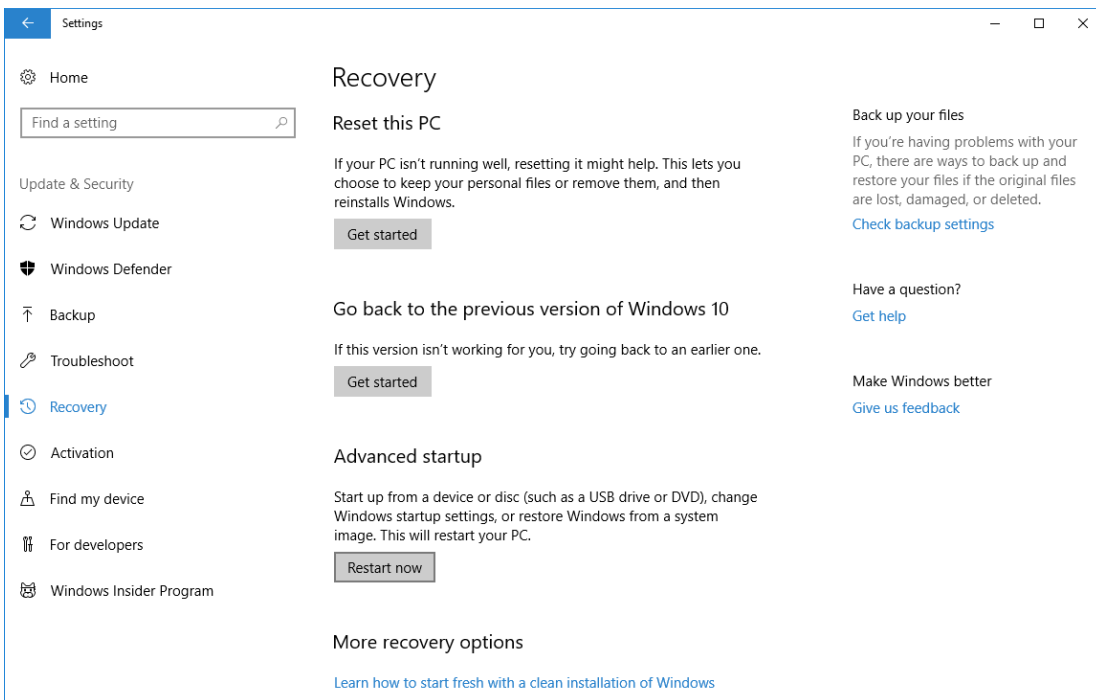 Settings
Home
Find a setting
Update & Security
Windows Update
Windows Defender
Backup
Troubleshoot
Recovery
Activation
Find my device
For developers
Windows Insider Program
Recovery
Reset this PC
If your PC isn't running well, resetting it might help. This lets you
choose to keep your personal files or remove them, and then
reinstalls Windows.
Get started
Go back to the previous version of Windows 10
If this version isn't working for you, try going back to an earlier one.
Get started
Advanced startup
Start up from a device or disc (such as a USB drive or DVD), change
Windows startup settings, or restore Windows from a system
image. This will restart your PC.
Restart now
More recovery options
Learn how to start fresh with a clean installation of Windows
Back up your files
If you're having problems with your
PC, there are ways to back up and
restore your files if the original files
are lost, damaged, or deleted.
Check backup settings
Have a question?
Get help
Make Windows better
Give us feedback